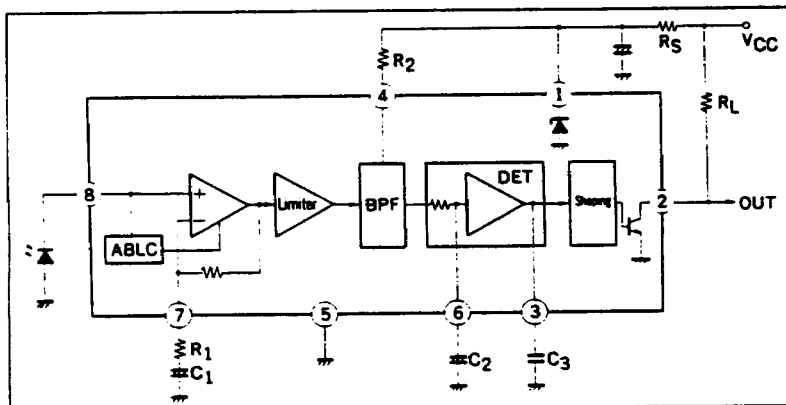 R2
RS
VCC
RL
4
1
DET
8
+
−
Limiter
BPF
Shaping
2
OUT
ABLC
7
5
6
3
R1
C1
C2
C3